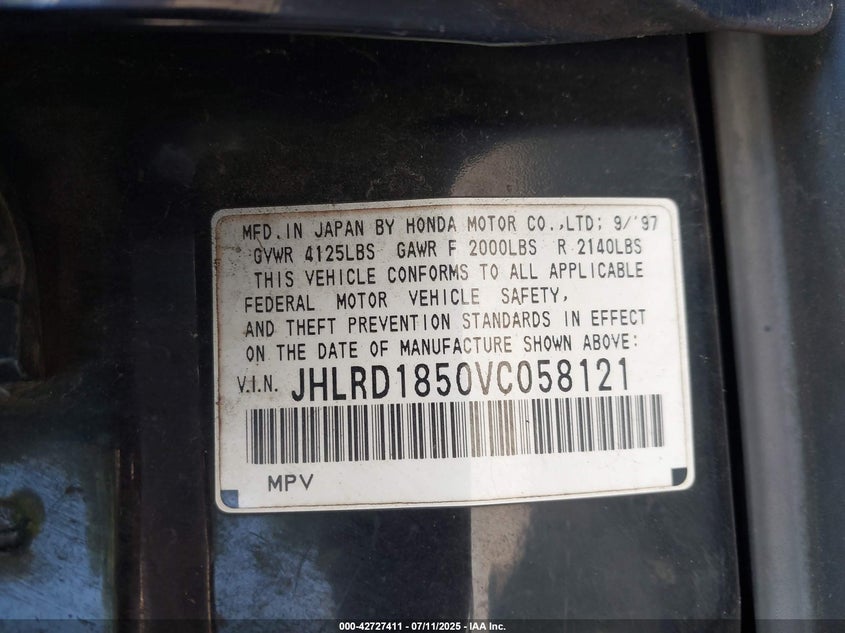 MFD. IN JAPAN BY HONDA MOTOR CO.,LTD; 9/'97
GVWR 4125LBS GAWR F 2000LBS R 2140LBS
THIS VEHICLE CONFORMS TO ALL APPLICABLE
FEDERAL MOTOR VEHICLE SAFETY,
AND THEFT PREVENTION STANDARDS IN EFFECT
ON THE DATE OF MANUFACTURE SHOWN ABOVE:
V.I.N. JHLRD1850VC058121
MPV
000-42727411 - 07/11/2025 - IAA Inc.